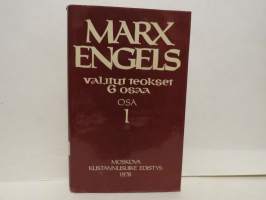 MARX
ENGELS
valitut teokset
6 osaa
OSA
1
MOSKOVA
KUSTANNUSLIIKE EDISTYS
1978